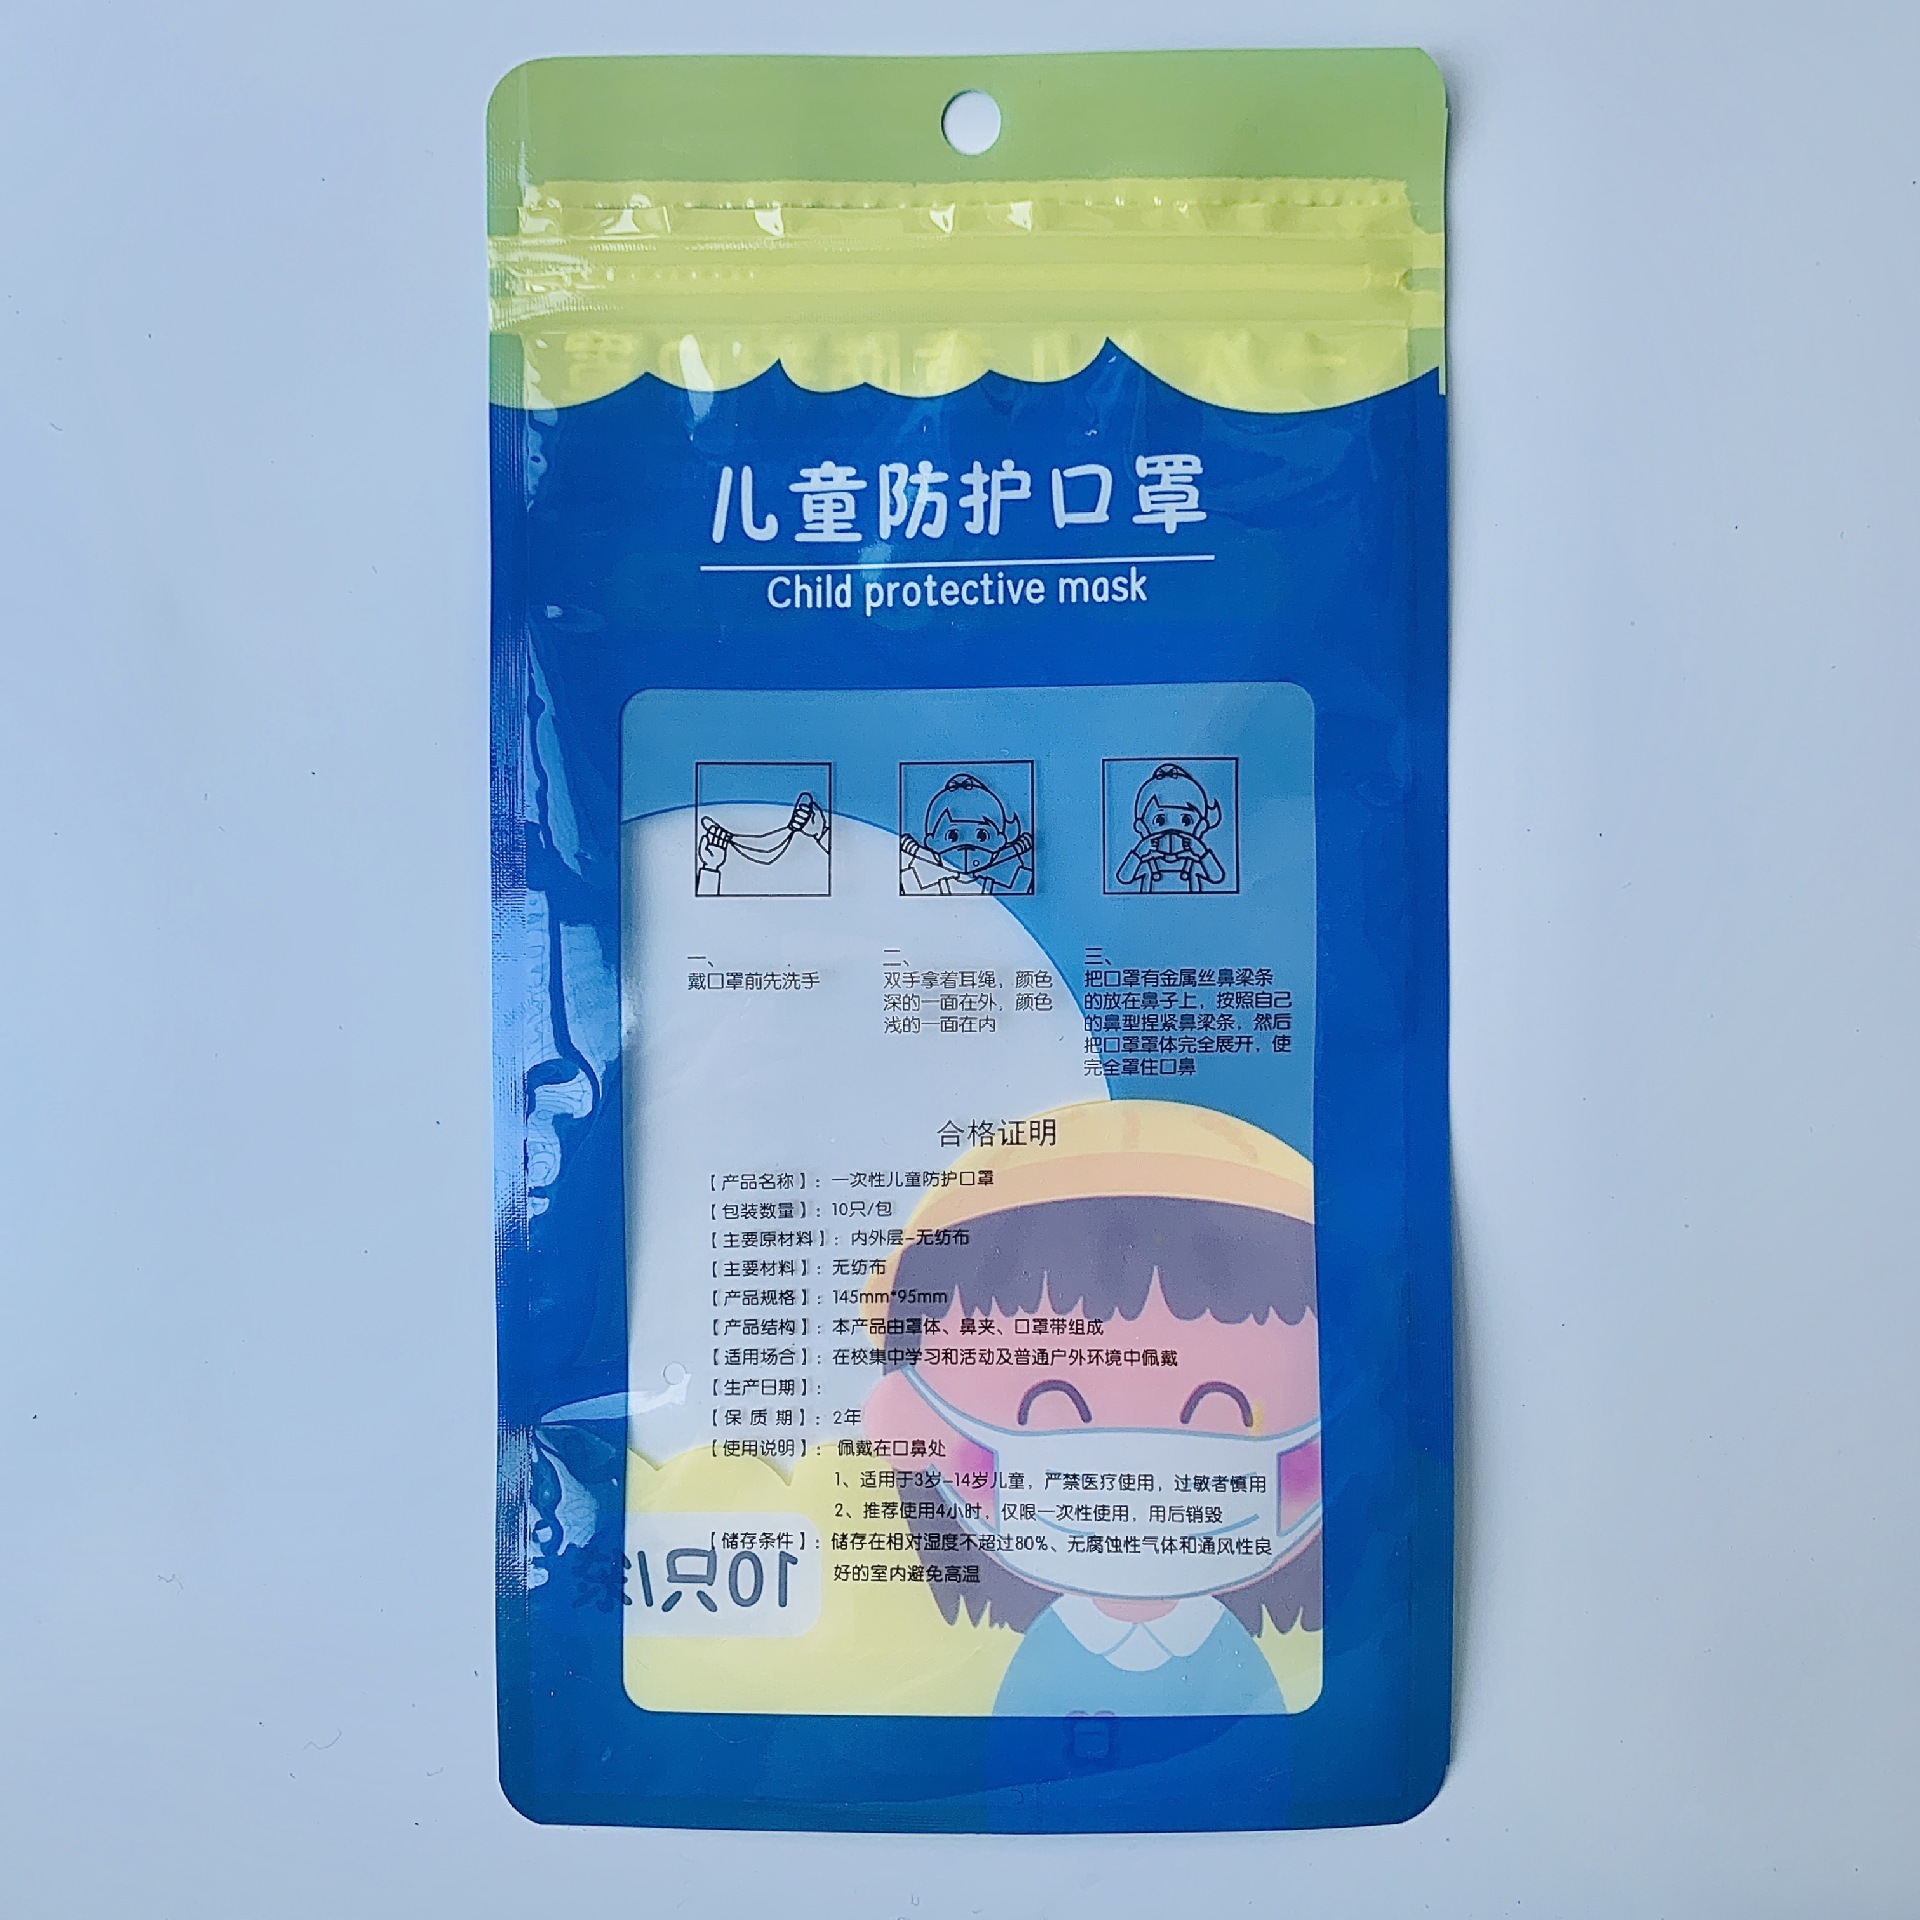 儿童防护口罩
Child protective mask
一、
戴口罩前先洗手
二、
双手拿着耳绳，颜色
深的一面在外，颜色
浅的一面在内
三、
把口罩有金属丝鼻梁条
的放在鼻子上，按照自己
的鼻型捏紧鼻梁条，然后
把口罩罩体完全展开，使
完全罩住口鼻
合格证明
【产品名称】：一次性儿童防护口罩
【包装数量】：10只/包
【主要原材料】：内外层-无纺布
【主要材料】：无纺布
【产品规格】：145mm*95mm
【产品结构】：本产品由罩体、鼻夹、口罩带组成
【适用场合】：在校集中学习和活动及普通户外环境中佩戴
【生产日期】：
【保 质 期】：2年
【使用说明】：佩戴在口鼻处
1、适用于3岁-14岁儿童，严禁医疗使用，过敏者慎用
2、推荐使用4小时，仅限一次性使用，用后销毁
【储存条件】：储存在相对湿度不超过80%、无腐蚀性气体和通风性良
好的室内避免高温
10只/